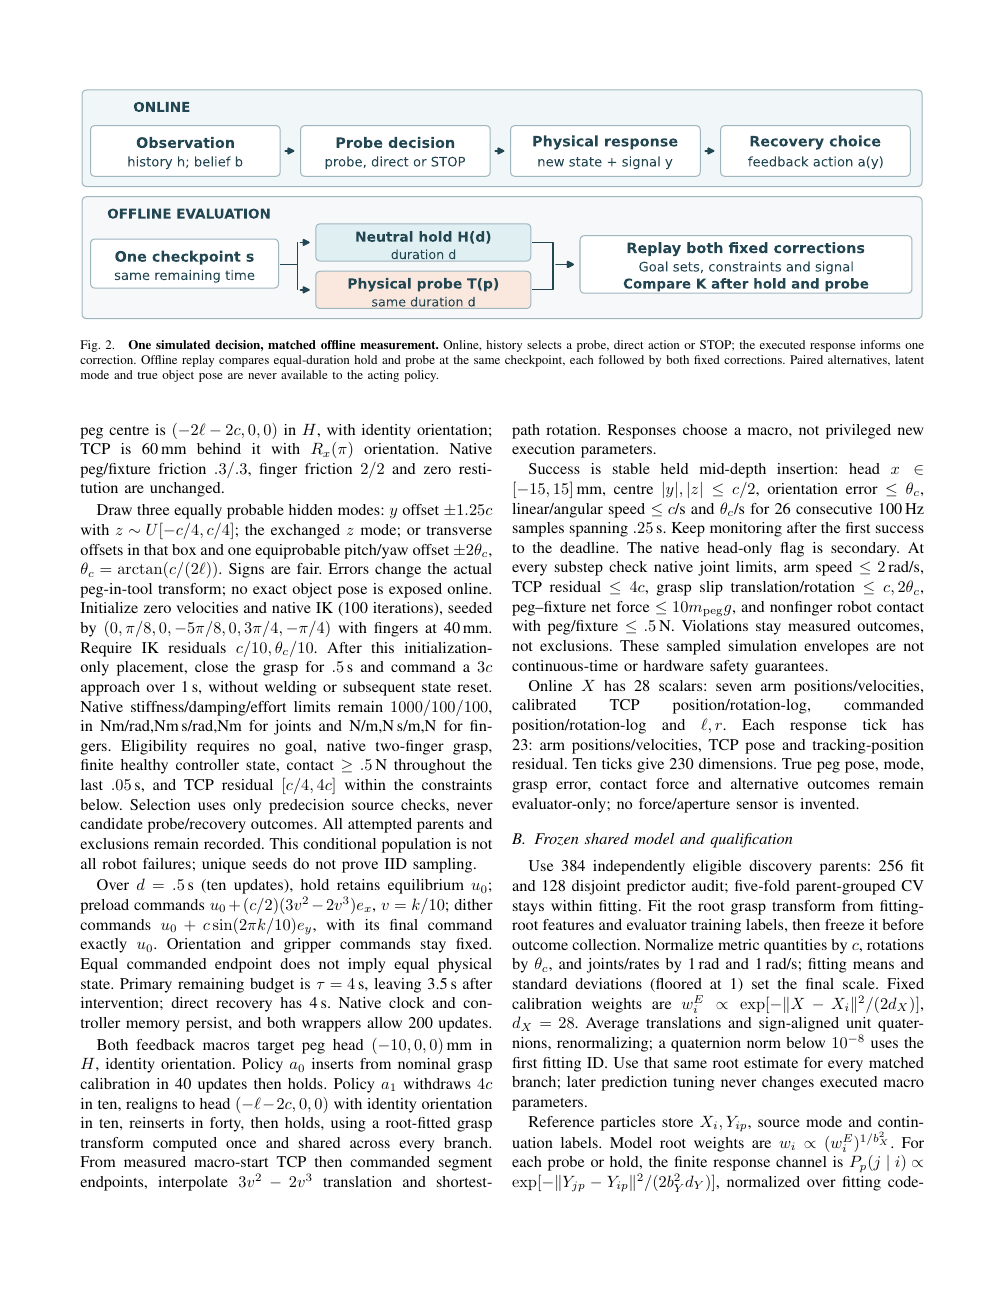 ONLINE
Observation
history h; belief b
Probe decision
probe, direct or STOP
Physical response
new state + signal y
Recovery choice
feedback action a(y)
OFFLINE EVALUATION
One checkpoint s
same remaining time
Neutral hold H(d)
duration d
Physical probe T(p)
same duration d
Replay both fixed corrections
Goal sets, constraints and signal
Compare K after hold and probe
Fig. 2. One simulated decision, matched offline measurement. Online, history selects a probe, direct action or STOP; the executed response informs one
correction. Offline replay compares equal-duration hold and probe at the same checkpoint, each followed by both fixed corrections. Paired alternatives, latent
mode and true object pose are never available to the acting policy.
peg centre is (−2ℓ − 2c, 0, 0) in H, with identity orientation;
TCP is 60 mm behind it with Rₓ(π) orientation. Native
peg/fixture friction .3/.3, finger friction 2/2 and zero resti-
tution are unchanged.
Draw three equally probable hidden modes: y offset ±1.25c
with z ∼ U[−c/4, c/4]; the exchanged z mode; or transverse
offsets in that box and one equiprobable pitch/yaw offset ±2θ_c,
θ_c = arctan(c/(2ℓ)). Signs are fair. Errors change the actual
peg-in-tool transform; no exact object pose is exposed online.
Initialize zero velocities and native IK (100 iterations), seeded
by (0, π/8, 0, −5π/8, 0, 3π/4, −π/4) with fingers at 40 mm.
Require IK residuals c/10, θ_c/10. After this initialization-
only placement, close the grasp for .5 s and command a 3c
approach over 1 s, without welding or subsequent state reset.
Native stiffness/damping/effort limits remain 1000/100/100,
in Nm/rad,Nm s/rad,Nm for joints and N/m,N s/m,N for fin-
gers. Eligibility requires no goal, native two-finger grasp,
finite healthy controller state, contact ≥ .5 N throughout the
last .05 s, and TCP residual [c/4, 4c] within the constraints
below. Selection uses only predecision source checks, never
candidate probe/recovery outcomes. All attempted parents and
exclusions remain recorded. This conditional population is not
all robot failures; unique seeds do not prove IID sampling.
Over d = .5 s (ten updates), hold retains equilibrium u₀;
preload commands u₀ + (c/2)(3v² − 2v³)eₓ, v = k/10; dither
commands u₀ + c sin(2πk/10)e_y, with its final command
exactly u₀. Orientation and gripper commands stay fixed.
Equal commanded endpoint does not imply equal physical
state. Primary remaining budget is τ = 4 s, leaving 3.5 s after
intervention; direct recovery has 4 s. Native clock and con-
troller memory persist, and both wrappers allow 200 updates.
Both feedback macros target peg head (−10, 0, 0) mm in
H, identity orientation. Policy a₀ inserts from nominal grasp
calibration in 40 updates then holds. Policy a₁ withdraws 4c
in ten, realigns to head (−ℓ − 2c, 0, 0) with identity orientation
in ten, reinserts in forty, then holds, using a root-fitted grasp
transform computed once and shared across every branch.
From measured macro-start TCP then commanded segment
endpoints, interpolate 3v² − 2v³ translation and shortest-
path rotation. Responses choose a macro, not privileged new
execution parameters.
Success is stable held mid-depth insertion: head x ∈
[−15, 15] mm, centre |y|, |z| ≤ c/2, orientation error ≤ θ_c,
linear/angular speed ≤ c/s and θ_c/s for 26 consecutive 100 Hz
samples spanning .25 s. Keep monitoring after the first success
to the deadline. The native head-only flag is secondary. At
every substep check native joint limits, arm speed ≤ 2 rad/s,
TCP residual ≤ 4c, grasp slip translation/rotation ≤ c, 2θ_c,
peg–fixture net force ≤ 10m_peg g, and nonfinger robot contact
with peg/fixture ≤ .5 N. Violations stay measured outcomes,
not exclusions. These sampled simulation envelopes are not
continuous-time or hardware safety guarantees.
Online X has 28 scalars: seven arm positions/velocities,
calibrated TCP position/rotation-log, commanded
position/rotation-log and ℓ, r. Each response tick has
23: arm positions/velocities, TCP pose and tracking-position
residual. Ten ticks give 230 dimensions. True peg pose, mode,
grasp error, contact force and alternative outcomes remain
evaluator-only; no force/aperture sensor is invented.
B. Frozen shared model and qualification
Use 384 independently eligible discovery parents: 256 fit
and 128 disjoint predictor audit; five-fold parent-grouped CV
stays within fitting. Fit the root grasp transform from fitting-
root features and evaluator training labels, then freeze it before
outcome collection. Normalize metric quantities by c, rotations
by θ_c, and joints/rates by 1 rad and 1 rad/s; fitting means and
standard deviations (floored at 1) set the final scale. Fixed
calibration weights are w_i^E ∝ exp[−‖X − X_i‖²/(2d_X)],
d_X = 28. Average translations and sign-aligned unit quater-
nions, renormalizing; a quaternion norm below 10⁻⁸ uses the
first fitting ID. Use that same root estimate for every matched
branch; later prediction tuning never changes executed macro
parameters.
Reference particles store X_i, Y_ip, source mode and contin-
uation labels. Model root weights are w_i ∝ (w_i^E)^{1/b_X^2}. For
each probe or hold, the finite response channel is P_p(j | i) ∝
exp[−‖Y_jp − Y_ip‖²/(2b_Y^2 d_Y)], normalized over fitting code-